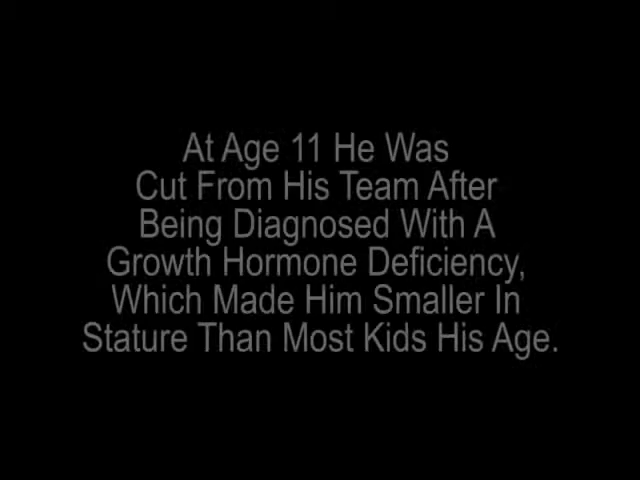 At Age 11 He Was
Cut From His Team After
Being Diagnosed With A
Growth Hormone Deficiency,
Which Made Him Smaller In
Stature Than Most Kids His Age.